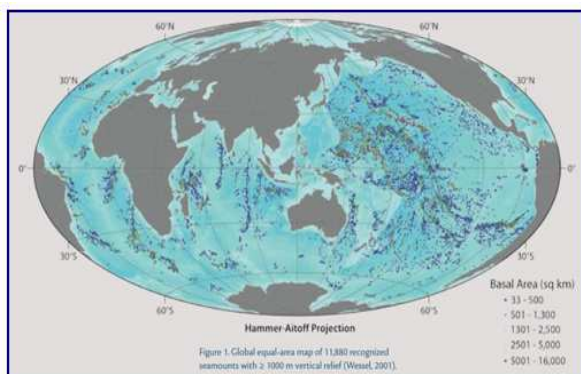 60°N
60°N
30°N
30°N
0°
0°
30°S
30°S
60°S
60°S
Hammer-Aitoff Projection
Basal Area (sq km)
33 - 500
501 - 1,300
1301 - 2,500
2501 - 5,000
5001 - 16,000
Figure 1. Global equal-area map of 11,880 recognized
seamounts with ≥ 1000 m vertical relief (Wessel, 2001).